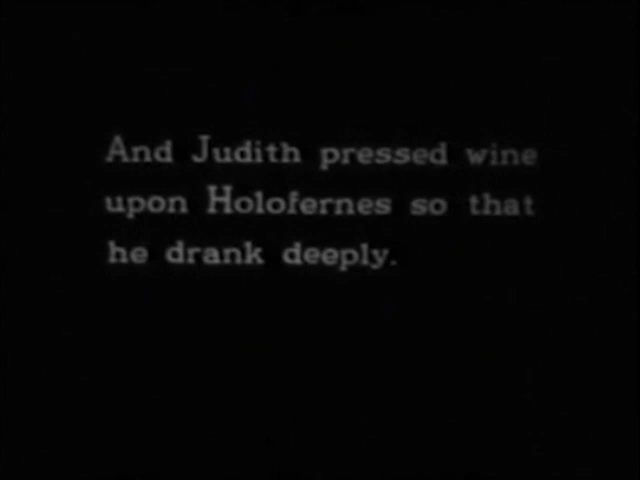 And Judith pressed wine
upon Holofernes so that
he drank deeply.